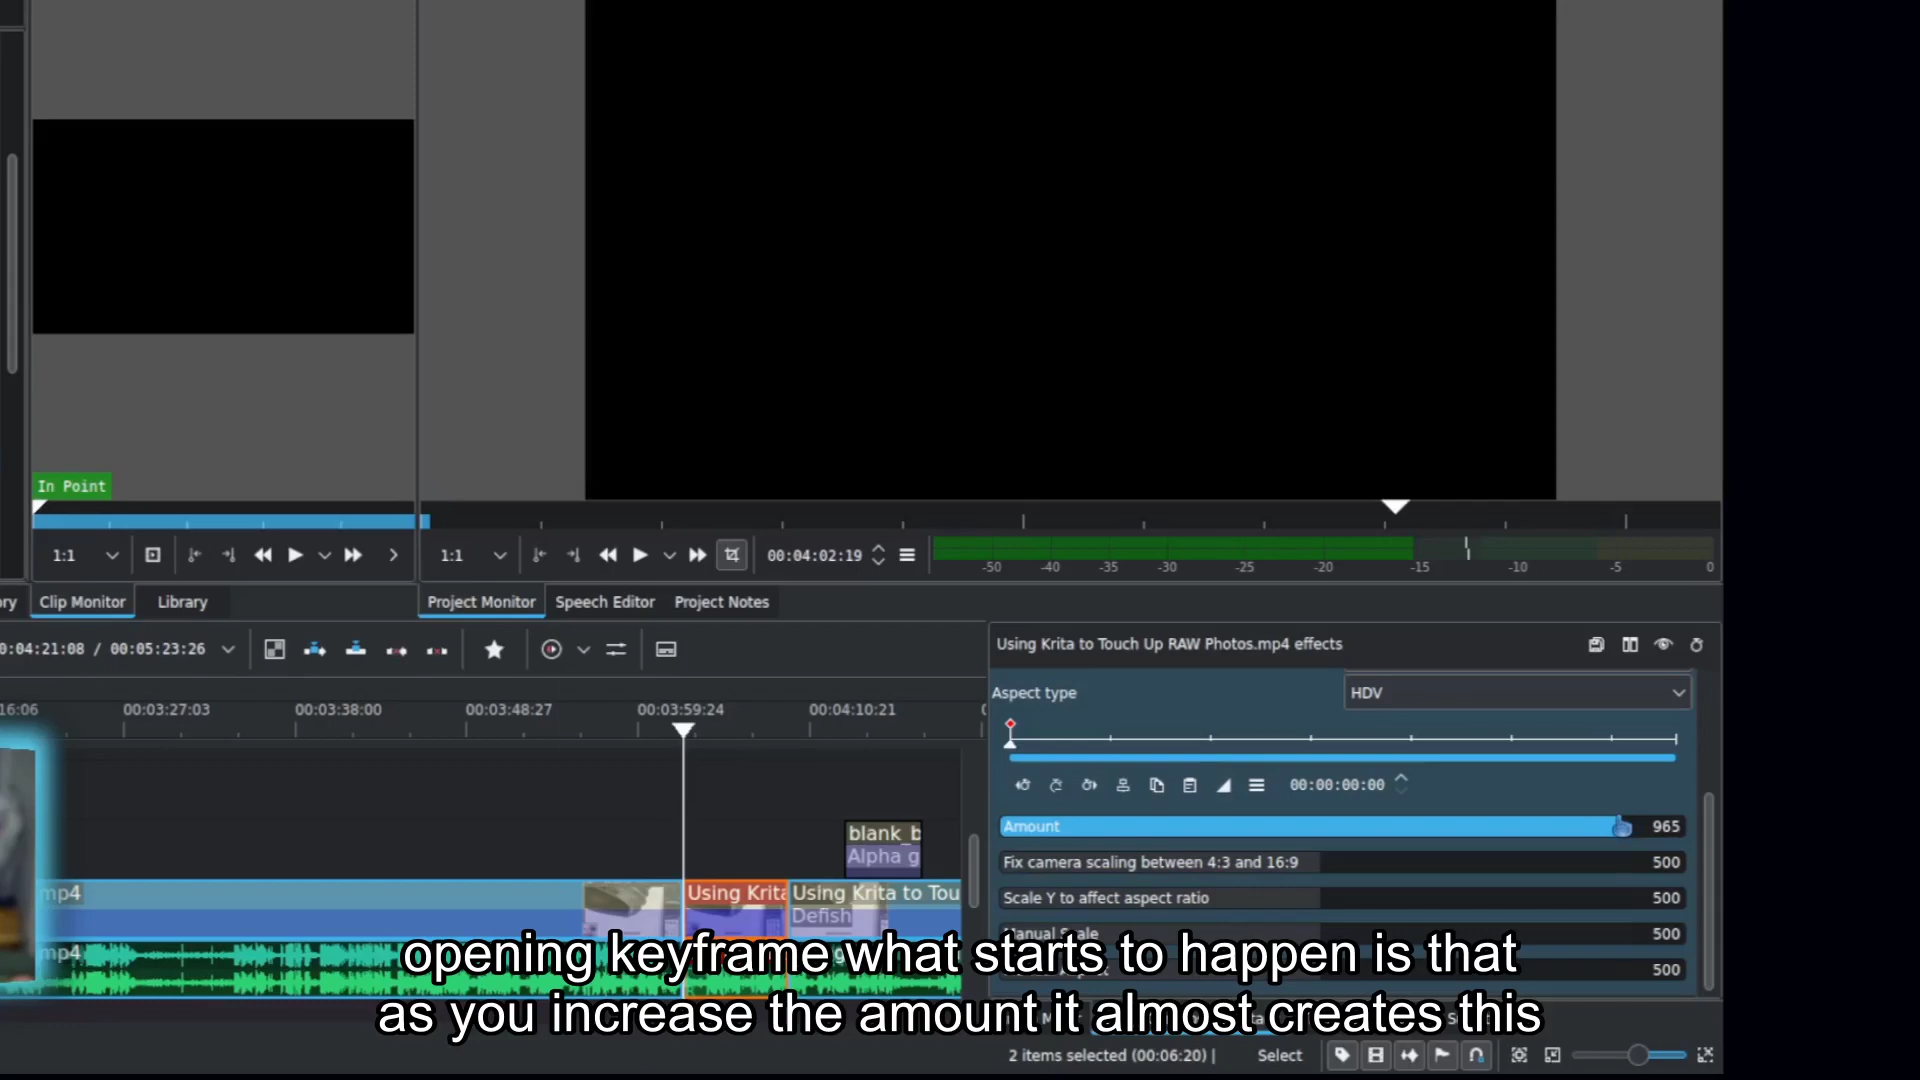 In Point
1:1
1:1
00:04:02:19
-50 -40 -35 -30 -25 -20 -15 -10 -5 0
ory
Clip Monitor
Library
Project Monitor
Speech Editor
Project Notes
0:04:21:08 / 00:05:23:26
Using Krita to Touch Up RAW Photos.mp4 effects
Aspect type
HDV
16:06
00:03:27:03
00:03:38:00
00:03:48:27
00:03:59:24
00:04:10:21
00:00:00:00
Amount
965
Fix camera scaling between 4:3 and 16:9
500
Scale Y to affect aspect ratio
500
Manual Scale
500
500
blank_b
Alpha g
mp4
Using Krita
Using Krita to Tou
Defish
mp4
opening keyframe what starts to happen is that
as you increase the amount it almost creates this
2 items selected (00:06:20) |
Select